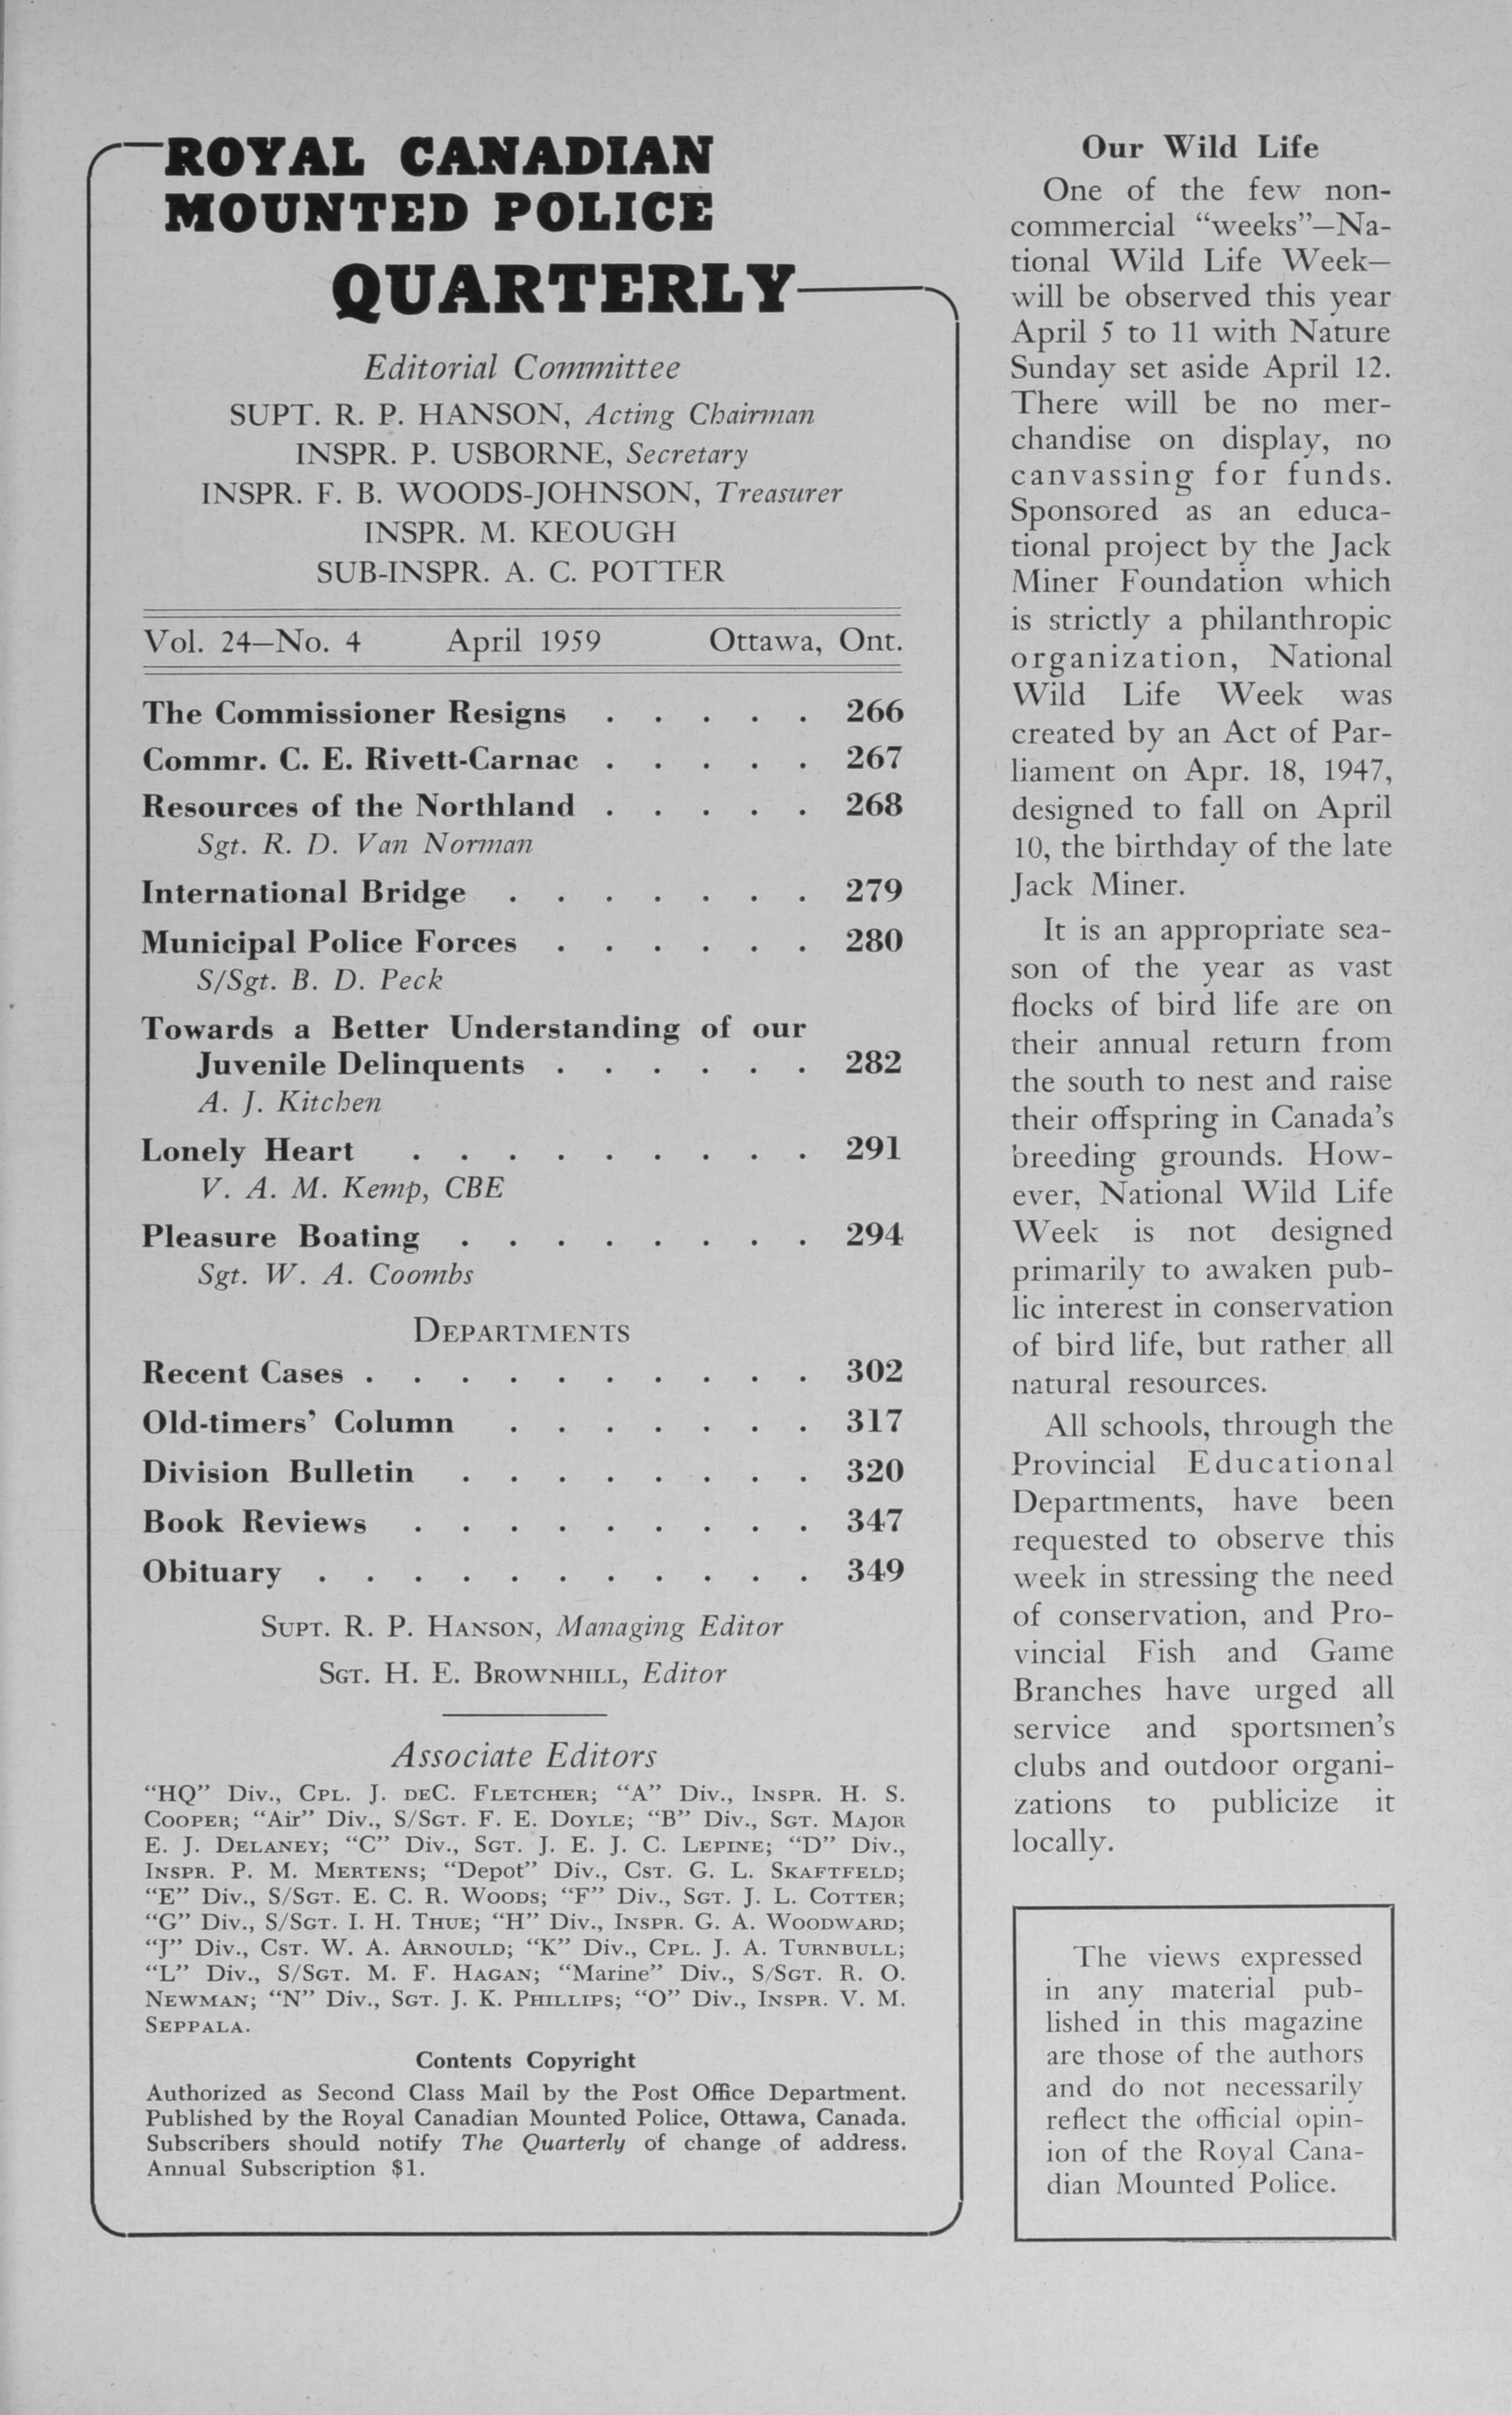 ROYAL CANADIAN
MOUNTED POLICE
QUARTERLY
Editorial Committee
SUPT. R. P. HANSON, Acting Chairman
INSPR. P. USBORNE, Secretary
INSPR. F. B. WOODS-JOHNSON, Treasurer
INSPR. M. KEOUGH
SUB-INSPR. A. C. POTTER
Vol. 24–No. 4 April 1959 Ottawa, Ont.
The Commissioner Resigns . . . . . 266
Commr. C. E. Rivett-Carnac . . . . . 267
Resources of the Northland . . . . . 268
Sgt. R. D. Van Norman
International Bridge . . . . . . . 279
Municipal Police Forces . . . . . . 280
S/Sgt. B. D. Peck
Towards a Better Understanding of our
Juvenile Delinquents . . . . . . 282
A. J. Kitchen
Lonely Heart . . . . . . . . . 291
V. A. M. Kemp, CBE
Pleasure Boating . . . . . . . . 294
Sgt. W. A. Coombs
DEPARTMENTS
Recent Cases . . . . . . . . . . 302
Old-timers' Column . . . . . . . 317
Division Bulletin . . . . . . . . 320
Book Reviews . . . . . . . . . 347
Obituary . . . . . . . . . . . 349
SUPT. R. P. HANSON, Managing Editor
SGT. H. E. BROWNHILL, Editor
Associate Editors
"HQ" Div., CPL. J. DEC. FLETCHER; "A" Div., INSPR. H. S.
COOPER; "Air" Div., S/SGT. F. E. DOYLE; "B" Div., SGT. MAJOR
E. J. DELANEY; "C" Div., SGT. J. E. J. C. LEPINE; "D" Div.,
INSPR. P. M. MERTENS; "Depot" Div., CST. G. L. SKAFTFELD;
"E" Div., S/SGT. E. C. R. WOODS; "F" Div., SGT. J. L. COTTER;
"G" Div., S/SGT. I. H. THUE; "H" Div., INSPR. G. A. WOODWARD;
"J" Div., CST. W. A. ARNOULD; "K" Div., CPL. J. A. TURNBULL;
"L" Div., S/SGT. M. F. HAGAN; "Marine" Div., S/SGT. R. O.
NEWMAN; "N" Div., SGT. J. K. PHILLIPS; "O" Div., INSPR. V. M.
SEPPALA.
Contents Copyright
Authorized as Second Class Mail by the Post Office Department.
Published by the Royal Canadian Mounted Police, Ottawa, Canada.
Subscribers should notify The Quarterly of change of address.
Annual Subscription $1.
Our Wild Life
One of the few non-
commercial "weeks"–Na-
tional Wild Life Week–
will be observed this year
April 5 to 11 with Nature
Sunday set aside April 12.
There will be no mer-
chandise on display, no
canvassing for funds.
Sponsored as an educa-
tional project by the Jack
Miner Foundation which
is strictly a philanthropic
organization, National
Wild Life Week was
created by an Act of Par-
liament on Apr. 18, 1947,
designed to fall on April
10, the birthday of the late
Jack Miner.
It is an appropriate sea-
son of the year as vast
flocks of bird life are on
their annual return from
the south to nest and raise
their offspring in Canada's
breeding grounds. How-
ever, National Wild Life
Week is not designed
primarily to awaken pub-
lic interest in conservation
of bird life, but rather all
natural resources.
All schools, through the
Provincial Educational
Departments, have been
requested to observe this
week in stressing the need
of conservation, and Pro-
vincial Fish and Game
Branches have urged all
service and sportsmen's
clubs and outdoor organi-
zations to publicize it
locally.
The views expressed
in any material pub-
lished in this magazine
are those of the authors
and do not necessarily
reflect the official opin-
ion of the Royal Cana-
dian Mounted Police.